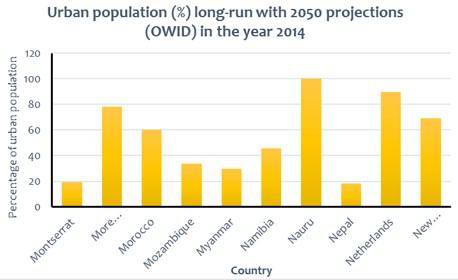 Urban population (%) long-run with 2050 projections
(OWID) in the year 2014
Percentage of urban population
120
100
80
60
40
20
0
Montserrat
More...
Morocco
Mozambique
Myanmar
Namibia
Nauru
Nepal
Netherlands
New...
Country